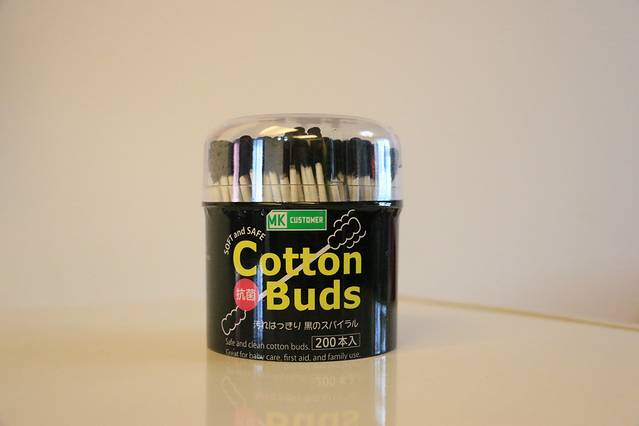 MK CUSTOMER
SOFT and SAFE
Cotton
抗菌
Buds
汚れはっきり 黒のスパイラル
Safe and clean cotton buds.
200本入
Great for baby care, first aid, and family use.